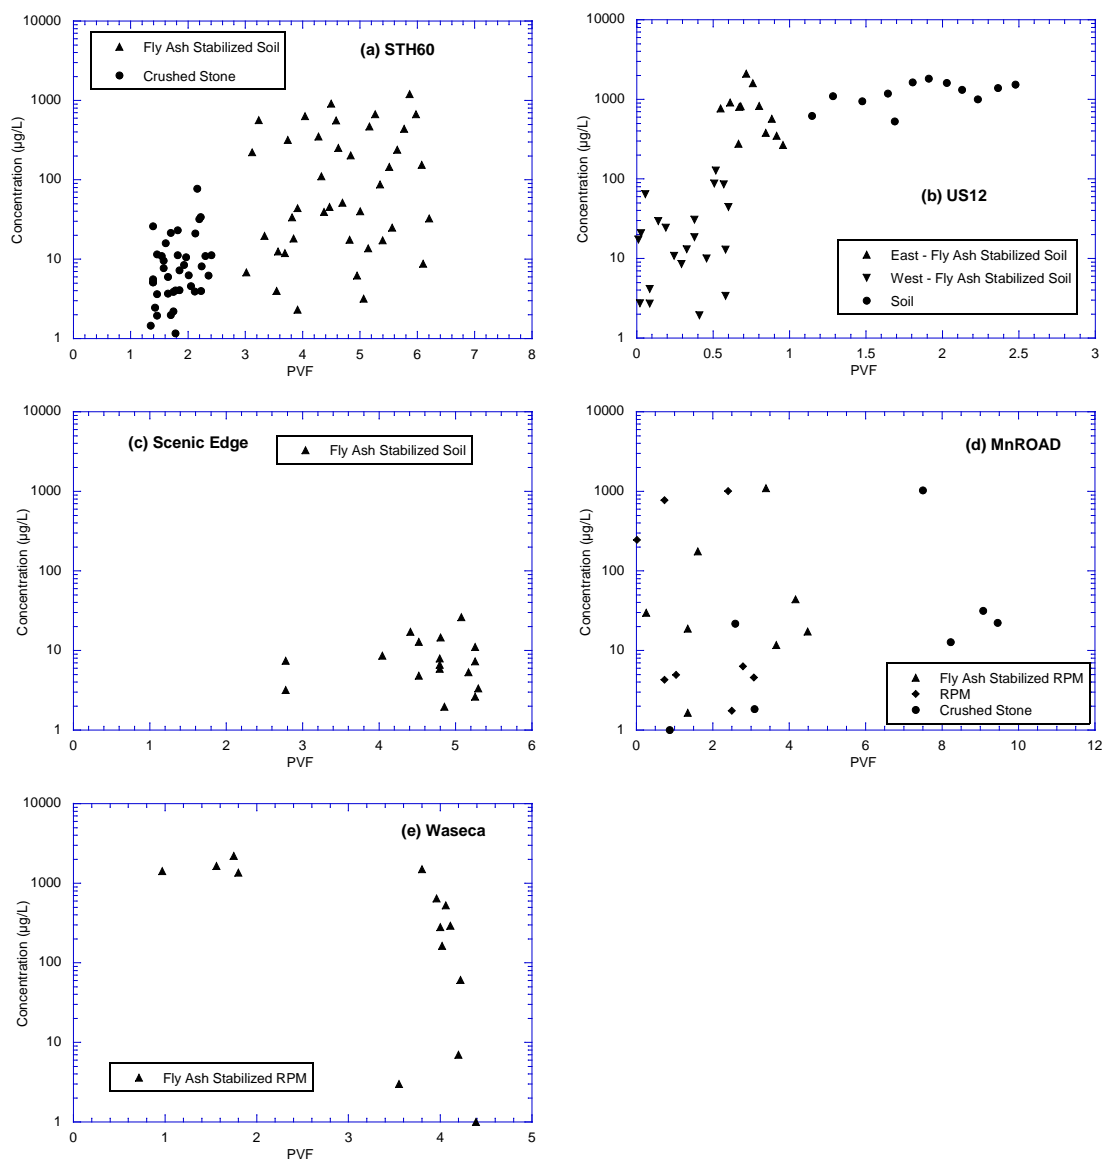 (a) STH60
Fly Ash Stabilized Soil
Crushed Stone
Concentration (µg/L)
10000
1000
100
10
1
0 1 2 3 4 5 6 7 8
PVF
(b) US12
East - Fly Ash Stabilized Soil
West - Fly Ash Stabilized Soil
Soil
Concentration (µg/L)
10000
1000
100
10
1
0 0.5 1 1.5 2 2.5 3
PVF
(c) Scenic Edge
Fly Ash Stabilized Soil
Concentration (µg/L)
10000
1000
100
10
1
0 1 2 3 4 5 6
PVF
(d) MnROAD
Fly Ash Stabilized RPM
RPM
Crushed Stone
Concentration (µg/L)
10000
1000
100
10
1
0 2 4 6 8 10 12
PVF
(e) Waseca
Fly Ash Stabilized RPM
Concentration (µg/L)
10000
1000
100
10
1
0 1 2 3 4 5
PVF